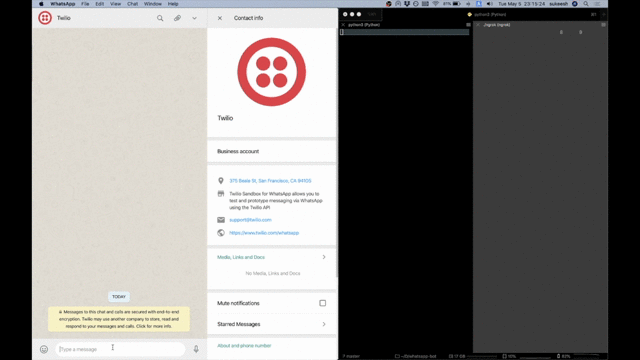 WhatsApp File Edit View Chat Window Help
Tue May 5 23:15:24 sukeesh
Twilio
Contact info
Twilio
Business account
375 Beale St, San Francisco, CA 94105
Twilio Sandbox for WhatsApp allows you
to test and prototype messaging via WhatsApp
using the Twilio API
support@twilio.com
https://www.twilio.com/whatsapp
Media, Links and Docs
No Media, Links and Docs
Mute notifications
Starred Messages
About and phone number
TODAY
Messages to this chat and calls are secured with end-to-end
encryption. Twilio may use another company to store, read and
respond to your messages and calls. Click for more info.
Type a message
python3 (Python)
python3 (Python)
./ngrok (ngrok)
0 0